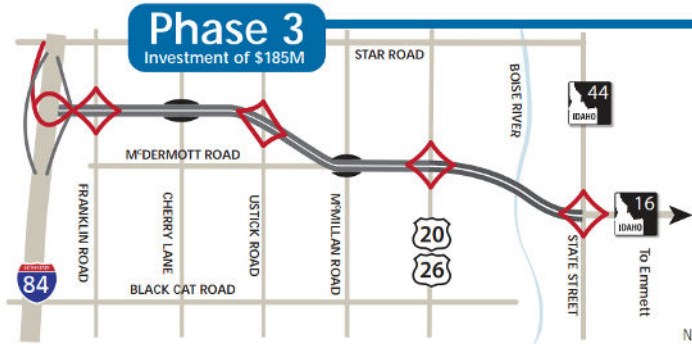 Phase 3
Investment of $185M
STAR ROAD
BOISE RIVER
44
IDAHO
McDERMOTT ROAD
FRANKLIN ROAD
CHERRY LANE
USTICK ROAD
McMILLAN ROAD
20
26
STATE STREET
16
IDAHO
To Emmett
INTERSTATE
84
BLACK CAT ROAD
N